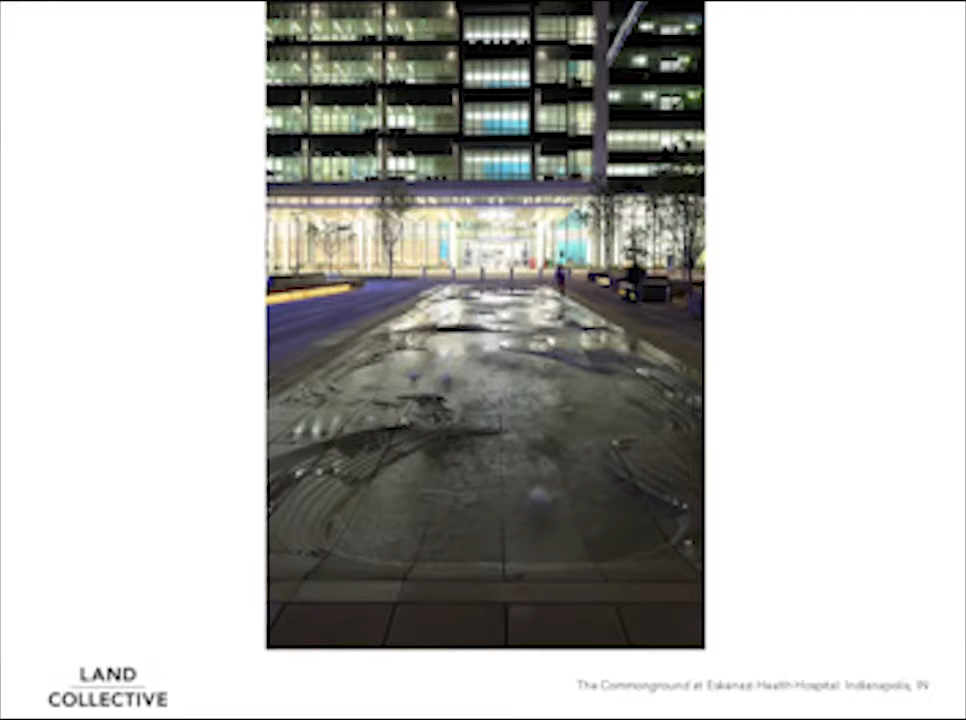 LAND
COLLECTIVE
The Commonground at Eskenazi Health Hospital: Indianapolis, IN